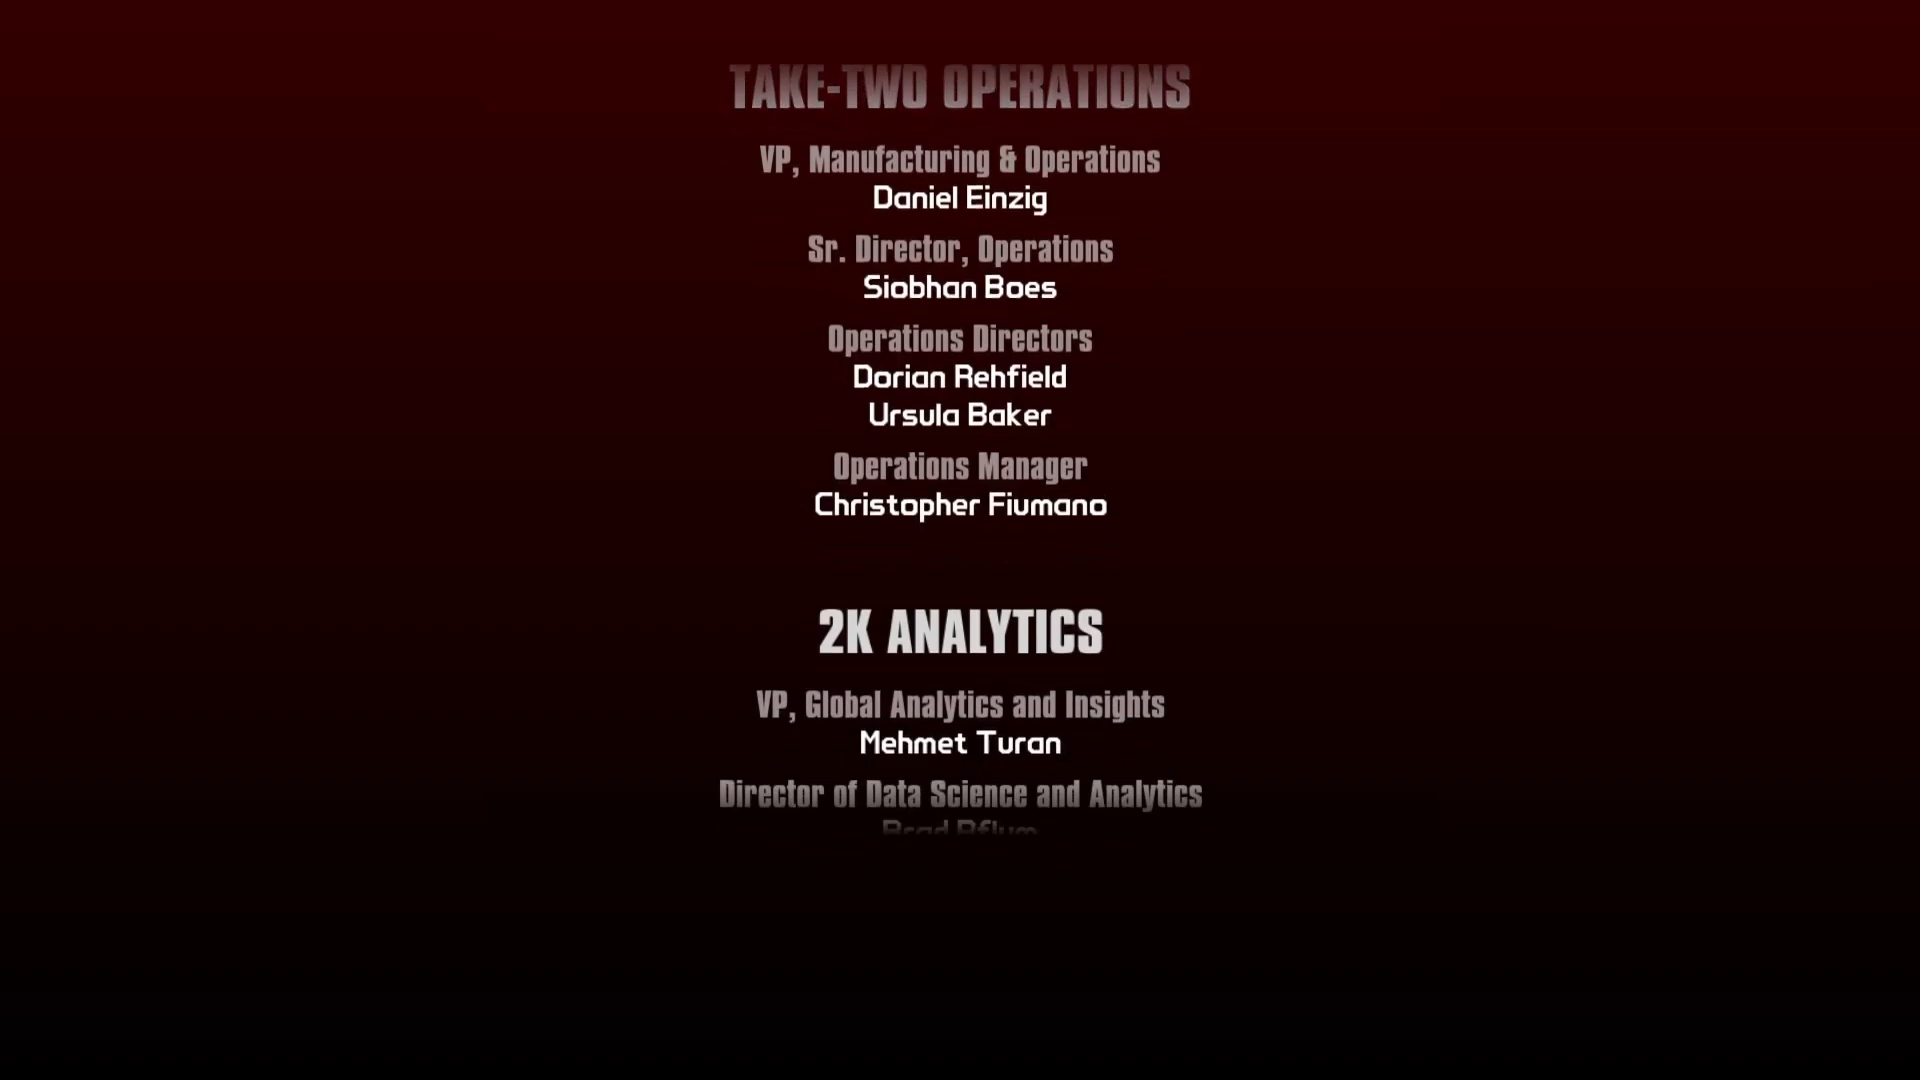 TAKE-TWO OPERATIONS
VP, Manufacturing & Operations
Daniel Einzig
Sr. Director, Operations
Siobhan Boes
Operations Directors
Dorian Rehfield
Ursula Baker
Operations Manager
Christopher Fiumano
2K ANALYTICS
VP, Global Analytics and Insights
Mehmet Turan
Director of Data Science and Analytics
Brad